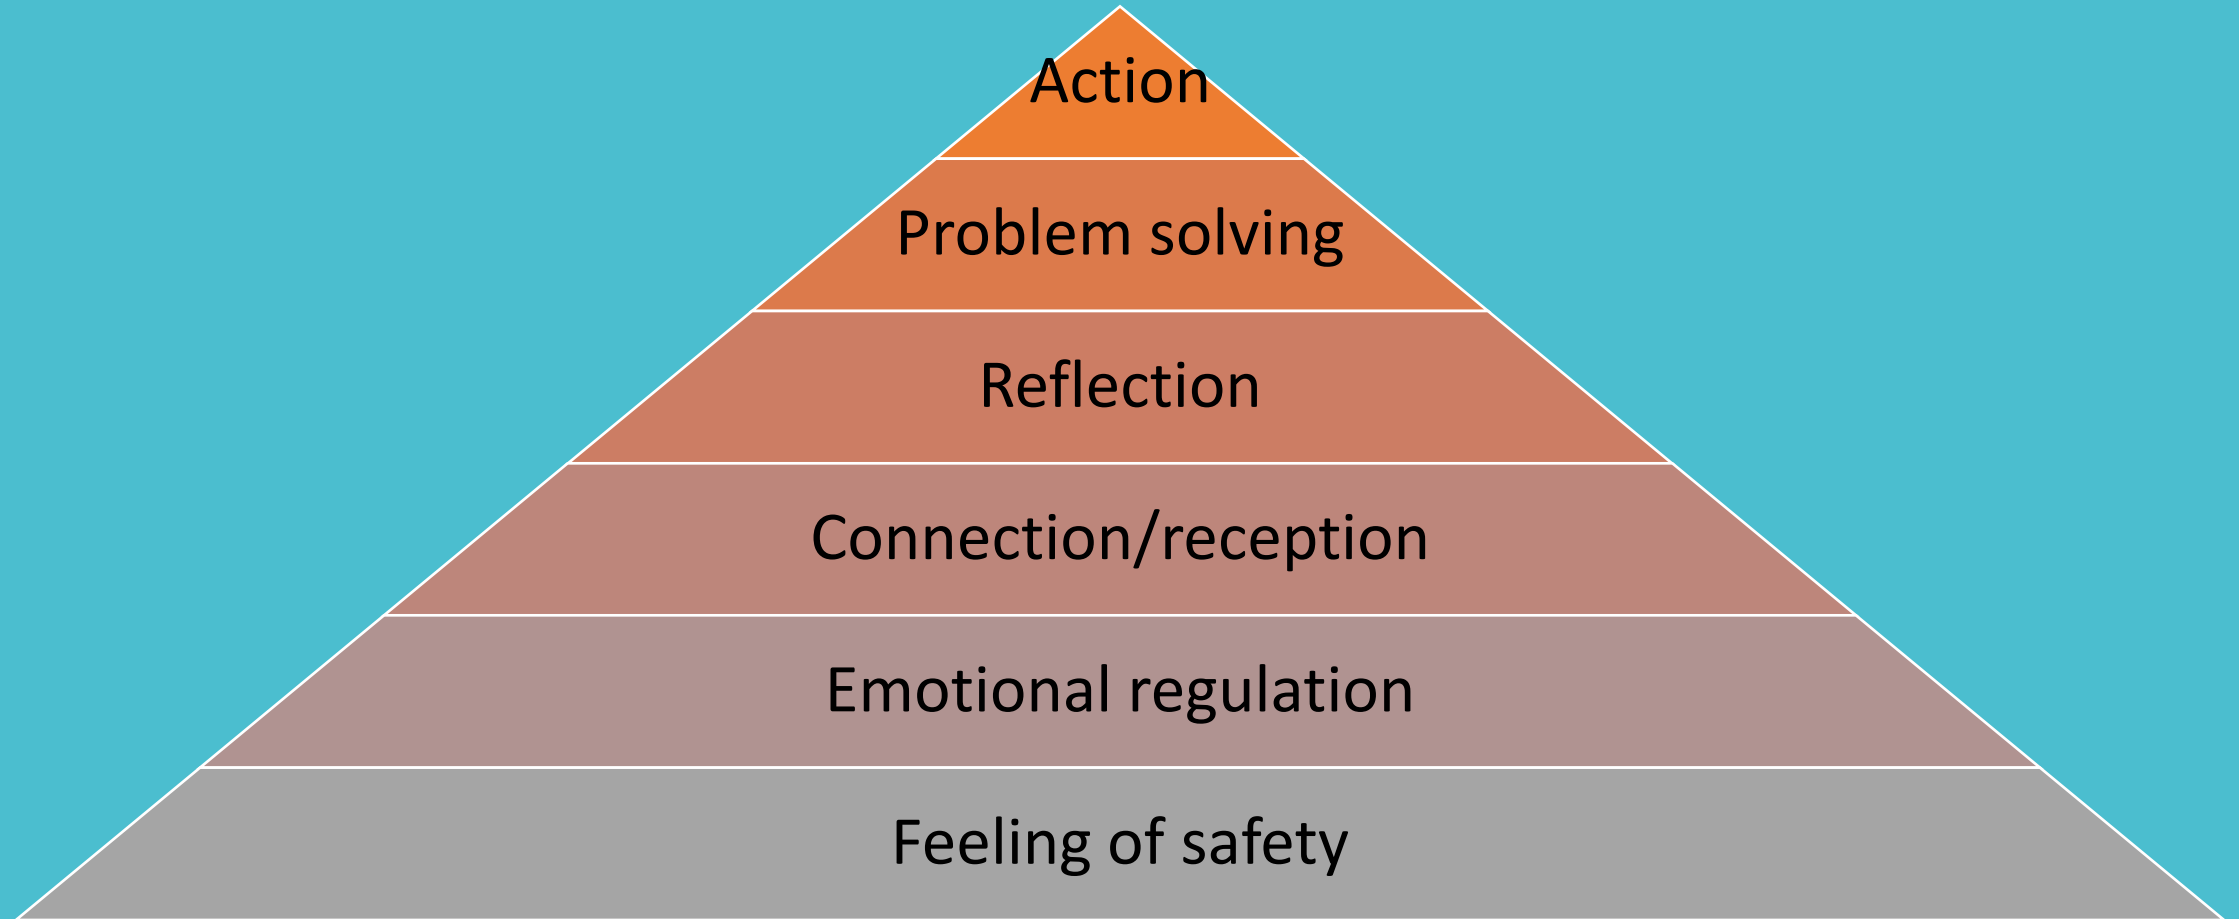 Action
Problem solving
Reflection
Connection/reception
Emotional regulation
Feeling of safety